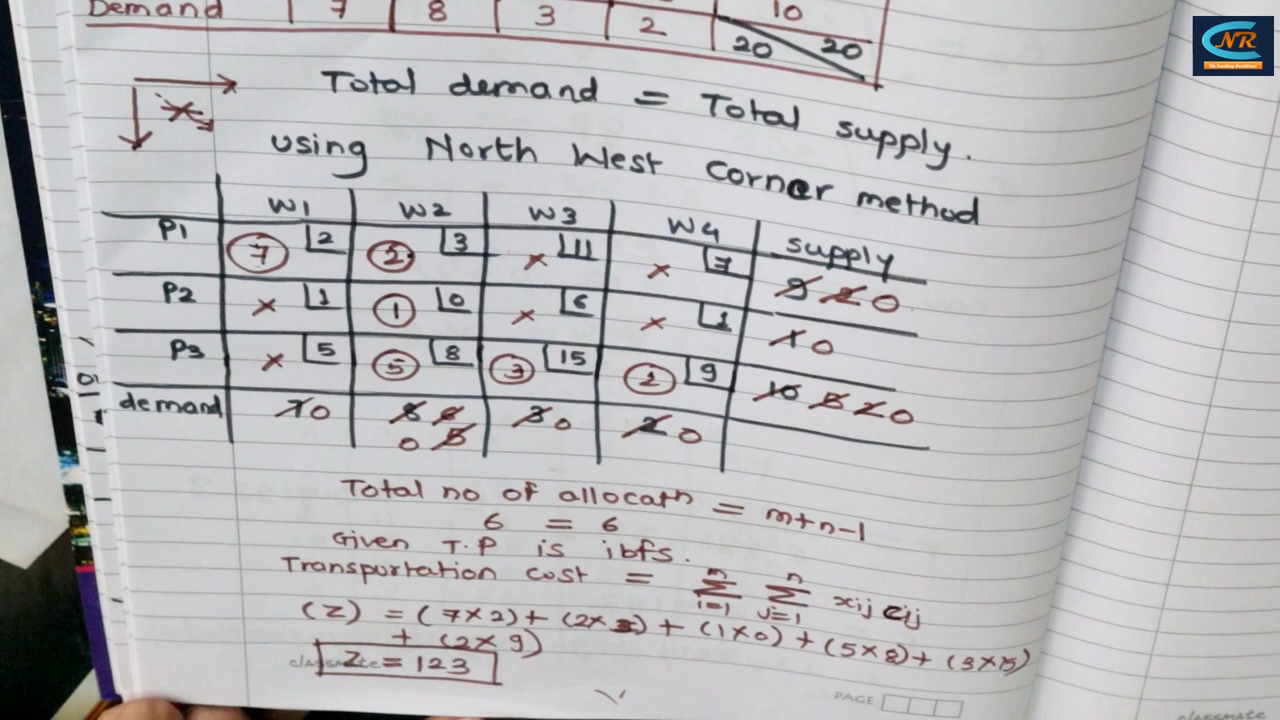 Demand 7 8 3 2 10
20 20
Total demand = Total supply.
using North West Corner method
W1 W2 W3 W4 supply
P1 7 2 2 3 × 11 × 7 9 2 0
P2 × 1 1 0 × 6 × 1 1 0
P3 × 5 5 8 3 15 2 9 10 5 2 0
demand 7 0 8 6 3 0 2 0
0 5
Total no of allocatn = m+n-1
6 = 6
Given T.P is ibfs.
Transportation cost = m n
Σ Σ xij cij
i=1 j=1
(Z) = (7×2) + (2×3) + (1×0) + (5×8) + (3×15)
+ (2×9)
Z = 123
classmate
PAGE
classmate
CNR